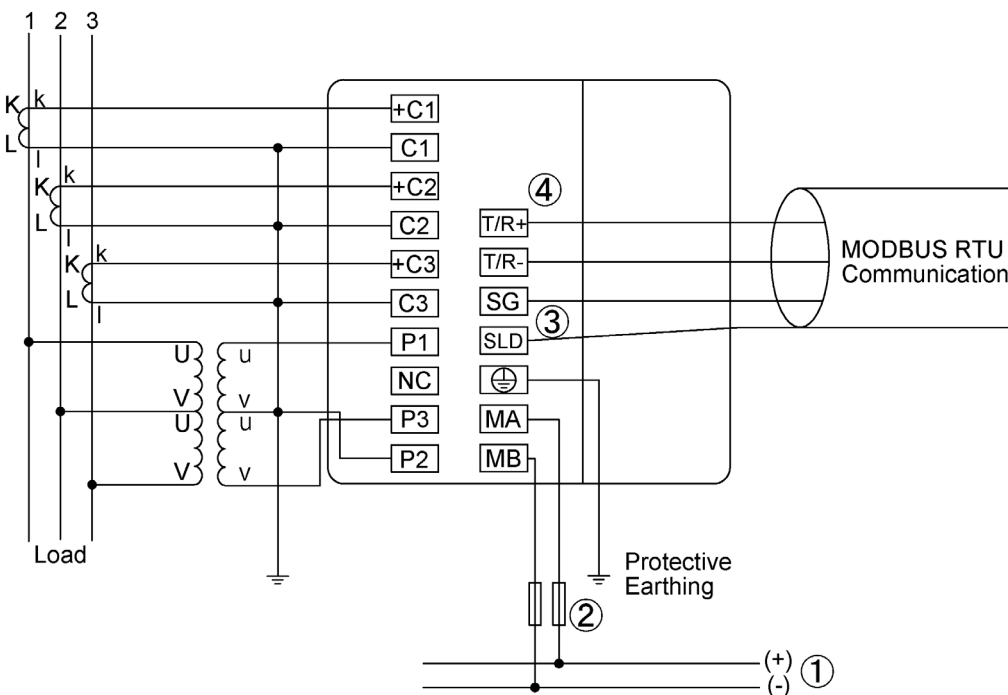 1 2 3
K k
L l
K k
L l
K k
L l
+C1
C1
+C2
C2
+C3
C3
P1
NC
P3
P2
④
T/R+
T/R-
SG
③
SLD
MA
MB
MODBUS RTU
Communication
U u
V v
U u
V v
Load
Protective
Earthing
②
(+) ①
(-)